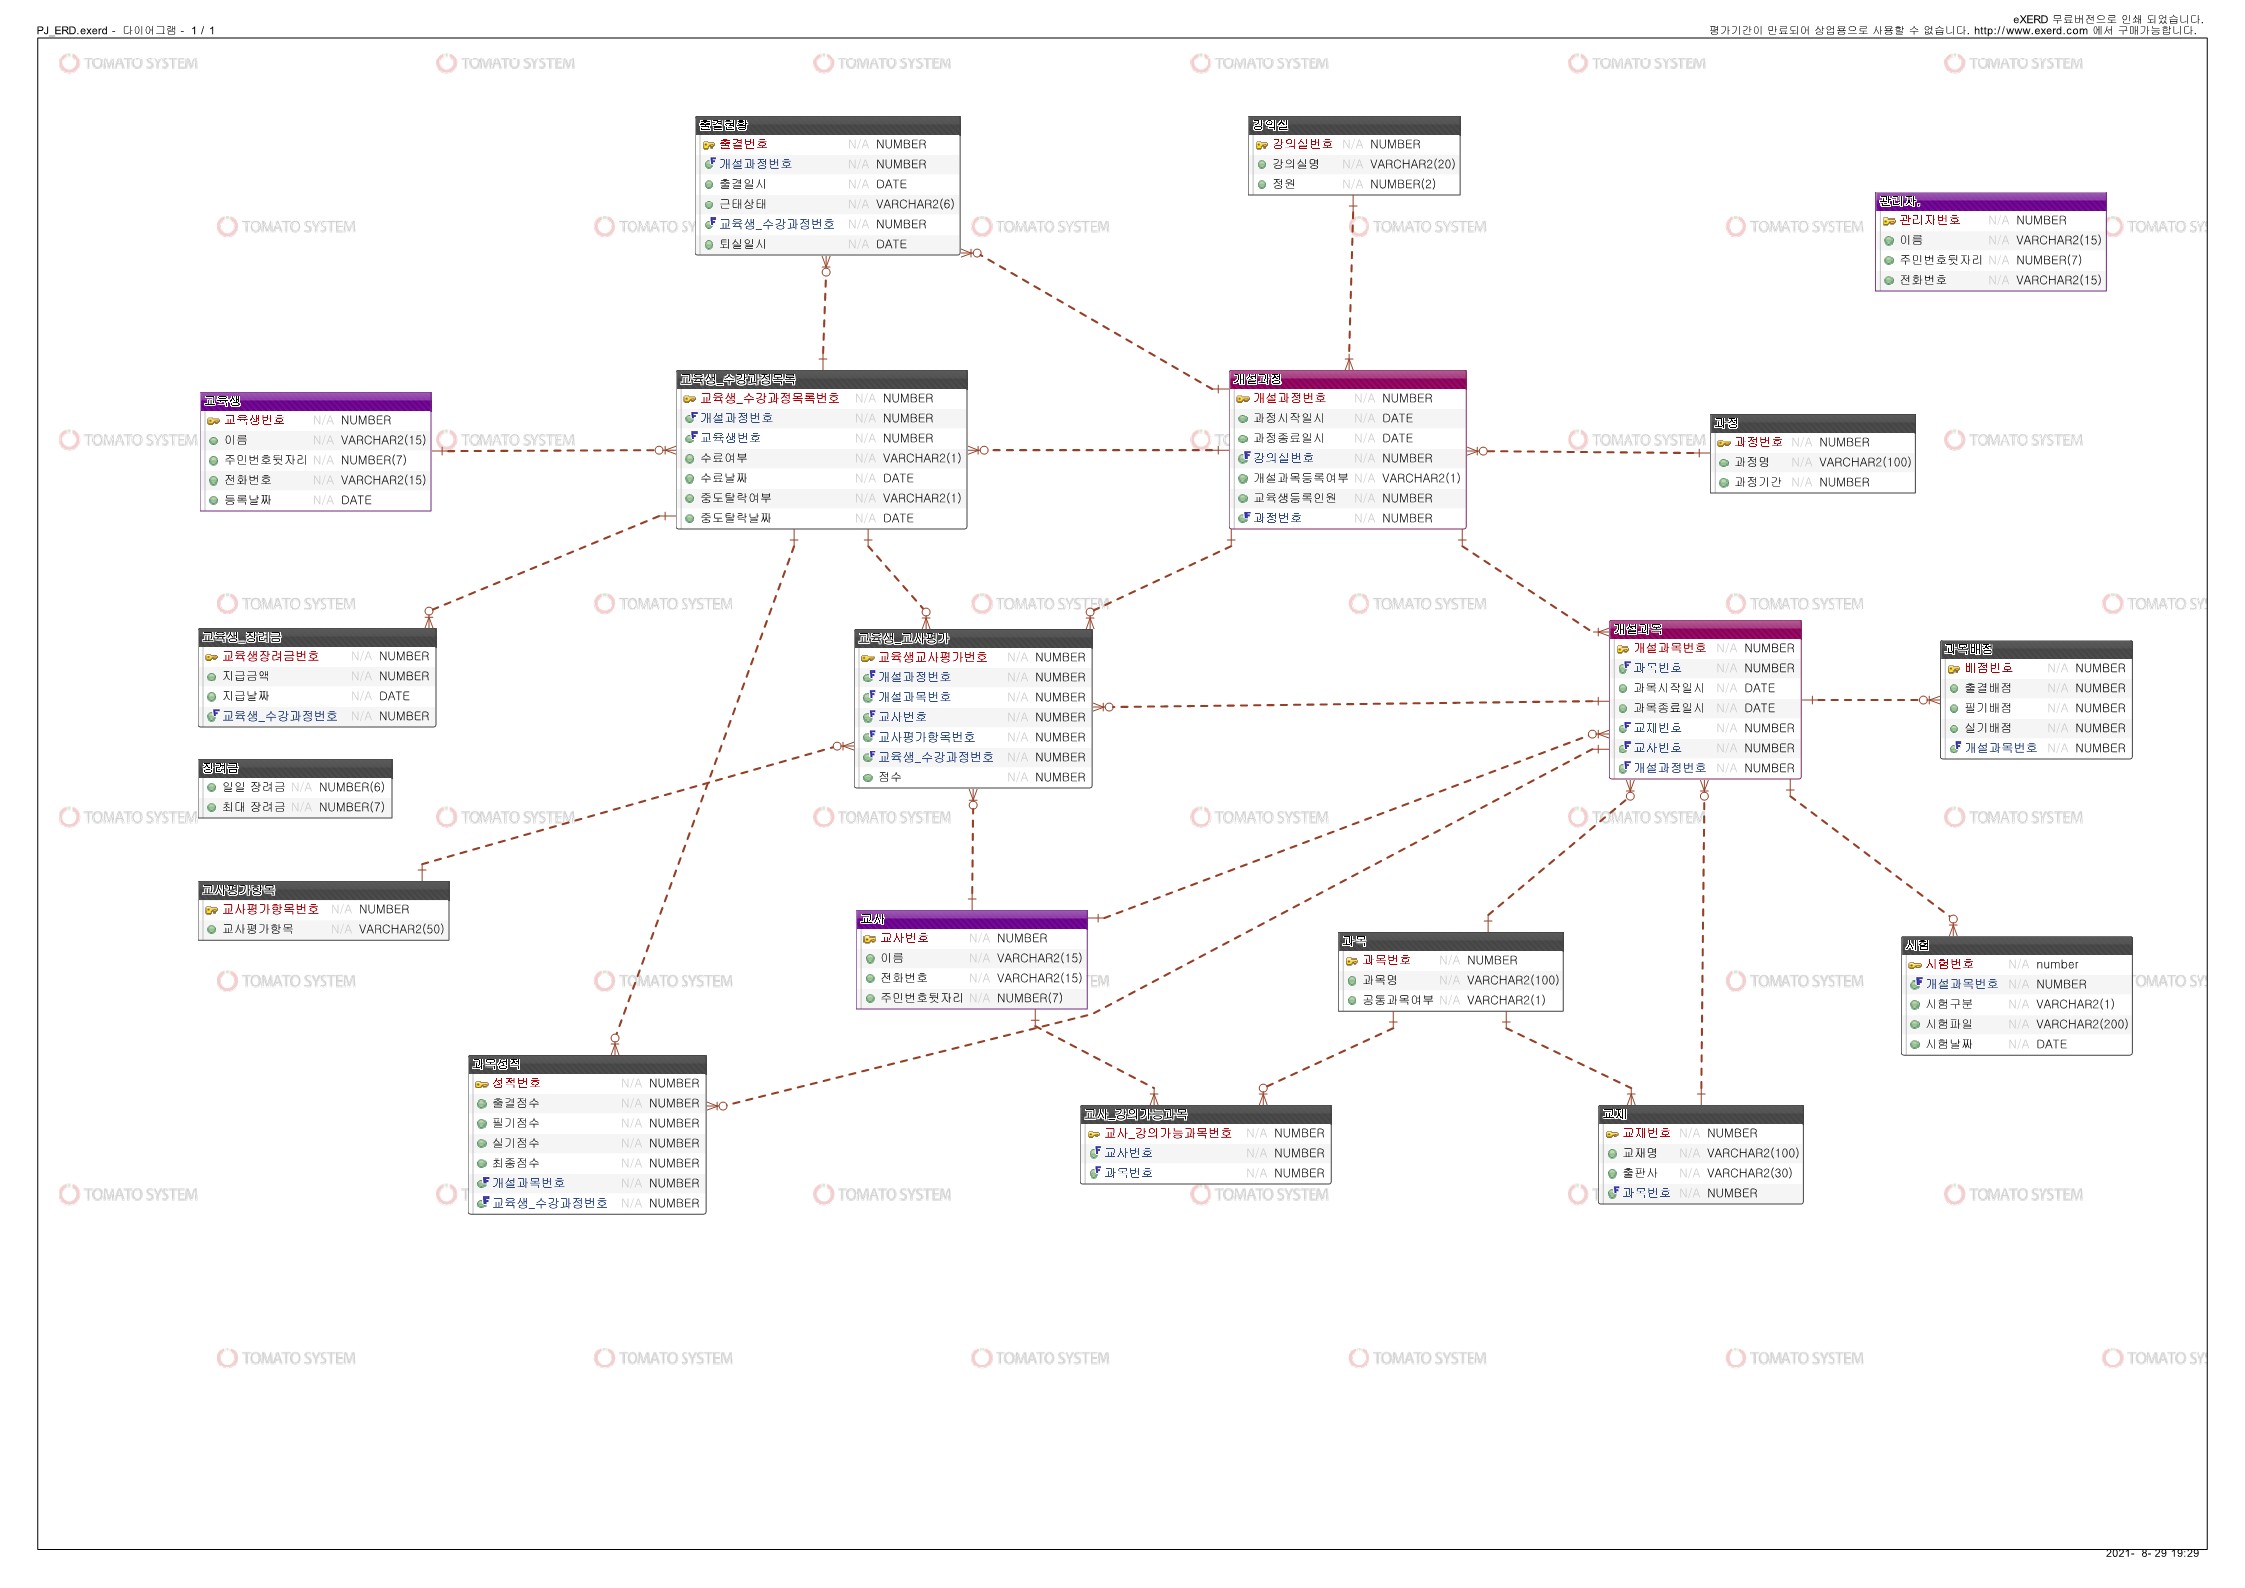 PJ_ERD.exerd - 다이어그램 - 1 / 1
eXERD 무료버전으로 인쇄 되었습니다.
평가기간이 만료되어 상업용으로 사용할 수 없습니다. http://www.exerd.com 에서 구매가능합니다.
TOMATO SYSTEM TOMATO SYSTEM TOMATO SYSTEM TOMATO SYSTEM TOMATO SYSTEM TOMATO SYSTEM
출결현황
출결번호 N/A NUMBER
개설과정번호 N/A NUMBER
출결일시 N/A DATE
근태상태 N/A VARCHAR2(6)
교육생_수강과정번호 N/A NUMBER
퇴실일시 N/A DATE
강의실
강의실번호 N/A NUMBER
강의실명 N/A VARCHAR2(20)
정원 N/A NUMBER(2)
관리자.
관리자번호 N/A NUMBER
이름 N/A VARCHAR2(15)
주민번호뒷자리 N/A NUMBER(7)
전화번호 N/A VARCHAR2(15)
교육생
교육생번호 N/A NUMBER
이름 N/A VARCHAR2(15)
주민번호뒷자리 N/A NUMBER(7)
전화번호 N/A VARCHAR2(15)
등록날짜 N/A DATE
교육생_수강과정목록
교육생_수강과정목록번호 N/A NUMBER
개설과정번호 N/A NUMBER
교육생번호 N/A NUMBER
수료여부 N/A VARCHAR2(1)
수료날짜 N/A DATE
중도탈락여부 N/A VARCHAR2(1)
중도탈락날짜 N/A DATE
개설과정
개설과정번호 N/A NUMBER
과정시작일시 N/A DATE
과정종료일시 N/A DATE
강의실번호 N/A NUMBER
개설과목등록여부 N/A VARCHAR2(1)
교육생등록인원 N/A NUMBER
과정번호 N/A NUMBER
과정
과정번호 N/A NUMBER
과정명 N/A VARCHAR2(100)
과정기간 N/A NUMBER
교육생_장려금
교육생장려금번호 N/A NUMBER
지급금액 N/A NUMBER
지급날짜 N/A DATE
교육생_수강과정번호 N/A NUMBER
교육생_교사평가
교육생교사평가번호 N/A NUMBER
개설과정번호 N/A NUMBER
개설과목번호 N/A NUMBER
교사번호 N/A NUMBER
교사평가항목번호 N/A NUMBER
교육생_수강과정번호 N/A NUMBER
점수 N/A NUMBER
개설과목
개설과목번호 N/A NUMBER
과목번호 N/A NUMBER
과목시작일시 N/A DATE
과목종료일시 N/A DATE
교재번호 N/A NUMBER
교사번호 N/A NUMBER
개설과정번호 N/A NUMBER
과목배점
배점번호 N/A NUMBER
출결배점 N/A NUMBER
필기배점 N/A NUMBER
실기배점 N/A NUMBER
개설과목번호 N/A NUMBER
장려금
일일 장려금 N/A NUMBER(6)
최대 장려금 N/A NUMBER(7)
교사평가항목
교사평가항목번호 N/A NUMBER
교사평가항목 N/A VARCHAR2(50)
교사
교사번호 N/A NUMBER
이름 N/A VARCHAR2(15)
전화번호 N/A VARCHAR2(15)
주민번호뒷자리 N/A NUMBER(7)
과목
과목번호 N/A NUMBER
과목명 N/A VARCHAR2(100)
공통과목여부 N/A VARCHAR2(1)
시험
시험번호 N/A number
개설과목번호 N/A NUMBER
시험구분 N/A VARCHAR2(1)
시험파일 N/A VARCHAR2(200)
시험날짜 N/A DATE
과목성적
성적번호 N/A NUMBER
출결점수 N/A NUMBER
필기점수 N/A NUMBER
실기점수 N/A NUMBER
최종점수 N/A NUMBER
개설과목번호 N/A NUMBER
교육생_수강과정번호 N/A NUMBER
교사_강의가능과목
교사_강의가능과목번호 N/A NUMBER
교사번호 N/A NUMBER
과목번호 N/A NUMBER
교재
교재번호 N/A NUMBER
교재명 N/A VARCHAR2(100)
출판사 N/A VARCHAR2(30)
과목번호 N/A NUMBER
2021- 8- 29 19:29